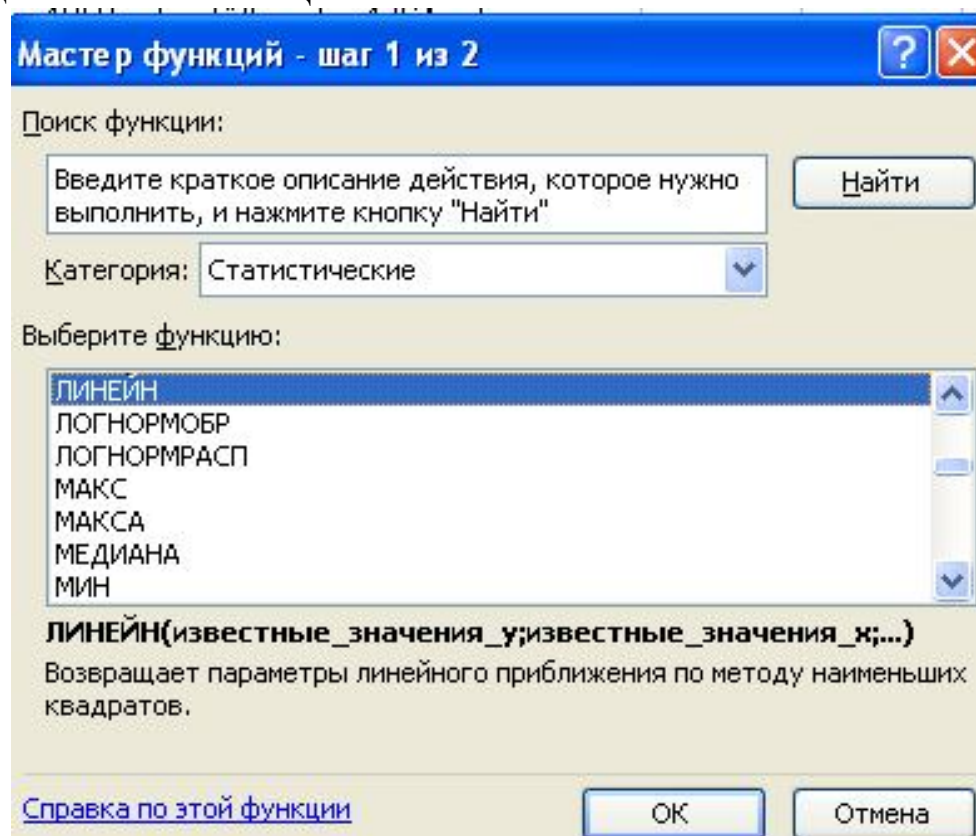 Мастер функций - шаг 1 из 2
Поиск функции:
Введите краткое описание действия, которое нужно
выполнить, и нажмите кнопку "Найти"
Найти
Категория: Статистические
Выберите функцию:
ЛИНЕЙН
ЛОГНОРМОБР
ЛОГНОРМРАСП
МАКС
МАКСА
МЕДИАНА
МИН
ЛИНЕЙН(известные_значения_y;известные_значения_x;...)
Возвращает параметры линейного приближения по методу наименьших
квадратов.
Справка по этой функции
ОК
Отмена